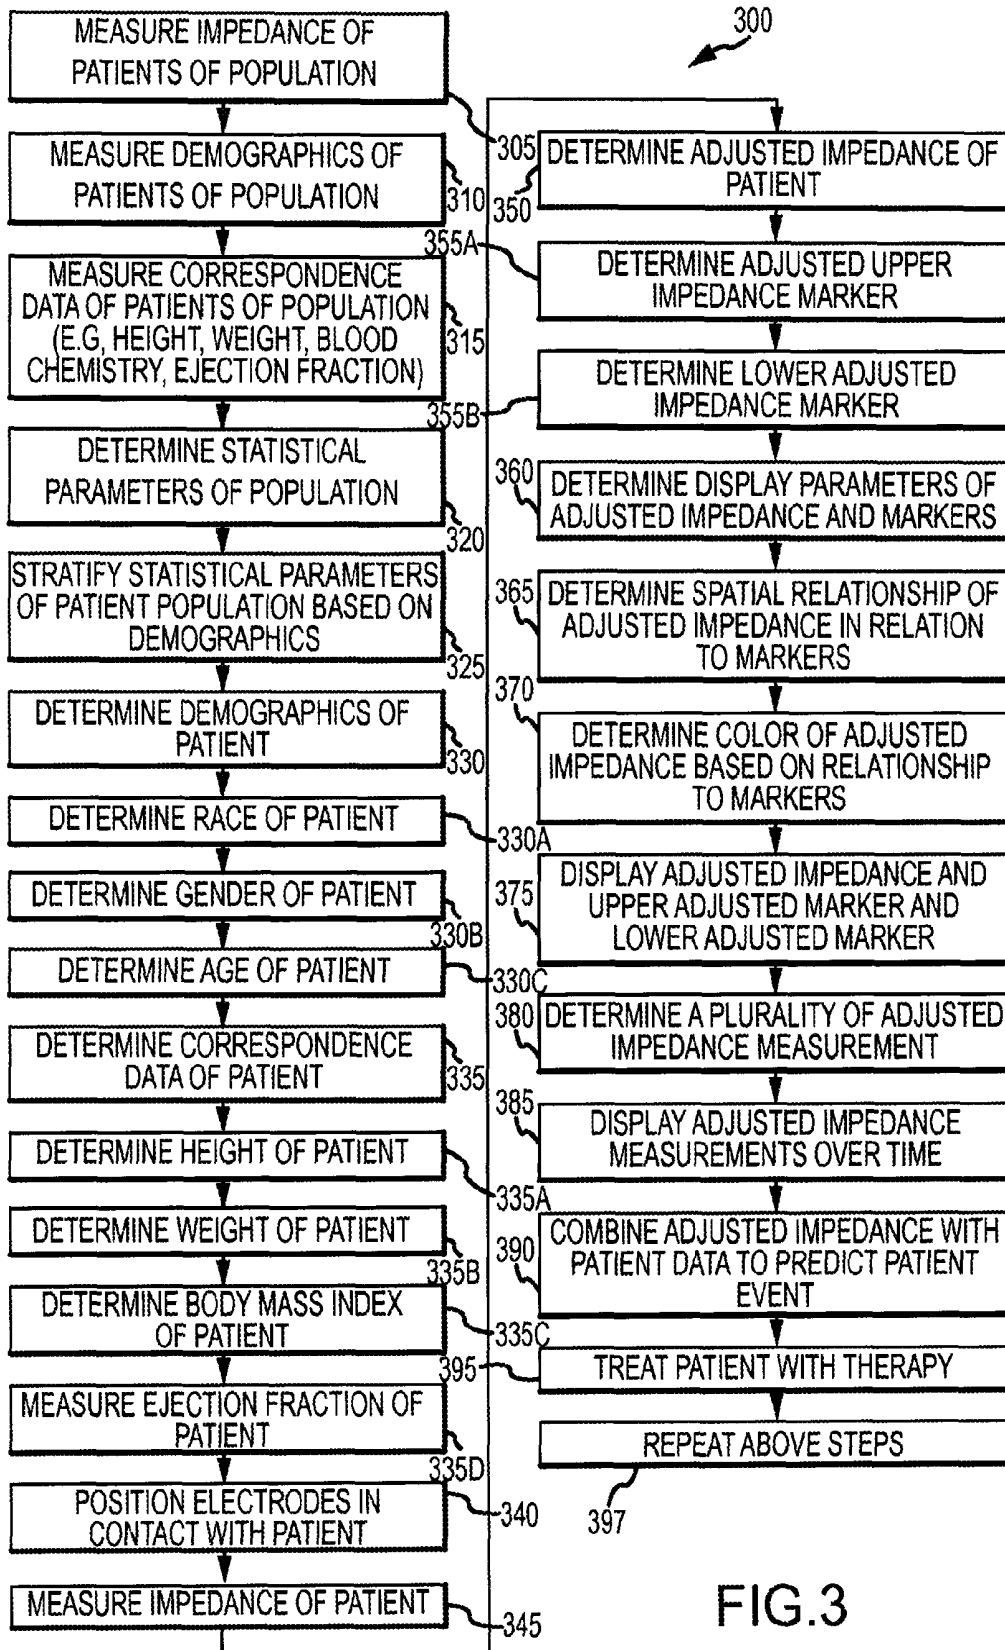 MEASURE IMPEDANCE OF
PATIENTS OF POPULATION
305
MEASURE DEMOGRAPHICS OF
PATIENTS OF POPULATION
310
MEASURE CORRESPONDENCE
DATA OF PATIENTS OF POPULATION
(E.G, HEIGHT, WEIGHT, BLOOD
CHEMISTRY, EJECTION FRACTION)
315
DETERMINE STATISTICAL
PARAMETERS OF POPULATION
320
STRATIFY STATISTICAL PARAMETERS
OF PATIENT POPULATION BASED ON
DEMOGRAPHICS
325
DETERMINE DEMOGRAPHICS OF
PATIENT
330
DETERMINE RACE OF PATIENT
330A
DETERMINE GENDER OF PATIENT
330B
DETERMINE AGE OF PATIENT
330C
DETERMINE CORRESPONDENCE
DATA OF PATIENT
335
DETERMINE HEIGHT OF PATIENT
335A
DETERMINE WEIGHT OF PATIENT
335B
DETERMINE BODY MASS INDEX
OF PATIENT
335C
MEASURE EJECTION FRACTION OF
PATIENT
335D
POSITION ELECTRODES IN
CONTACT WITH PATIENT
340
MEASURE IMPEDANCE OF PATIENT
345
300
DETERMINE ADJUSTED IMPEDANCE OF
PATIENT
350
355A
DETERMINE ADJUSTED UPPER
IMPEDANCE MARKER
DETERMINE LOWER ADJUSTED
IMPEDANCE MARKER
355B
360
DETERMINE DISPLAY PARAMETERS OF
ADJUSTED IMPEDANCE AND MARKERS
365
DETERMINE SPATIAL RELATIONSHIP OF
ADJUSTED IMPEDANCE IN RELATION
TO MARKERS
370
DETERMINE COLOR OF ADJUSTED
IMPEDANCE BASED ON RELATIONSHIP
TO MARKERS
375
DISPLAY ADJUSTED IMPEDANCE AND
UPPER ADJUSTED MARKER AND
LOWER ADJUSTED MARKER
380
DETERMINE A PLURALITY OF ADJUSTED
IMPEDANCE MEASUREMENT
385
DISPLAY ADJUSTED IMPEDANCE
MEASUREMENTS OVER TIME
390
COMBINE ADJUSTED IMPEDANCE WITH
PATIENT DATA TO PREDICT PATIENT
EVENT
395
TREAT PATIENT WITH THERAPY
REPEAT ABOVE STEPS
397
FIG.3